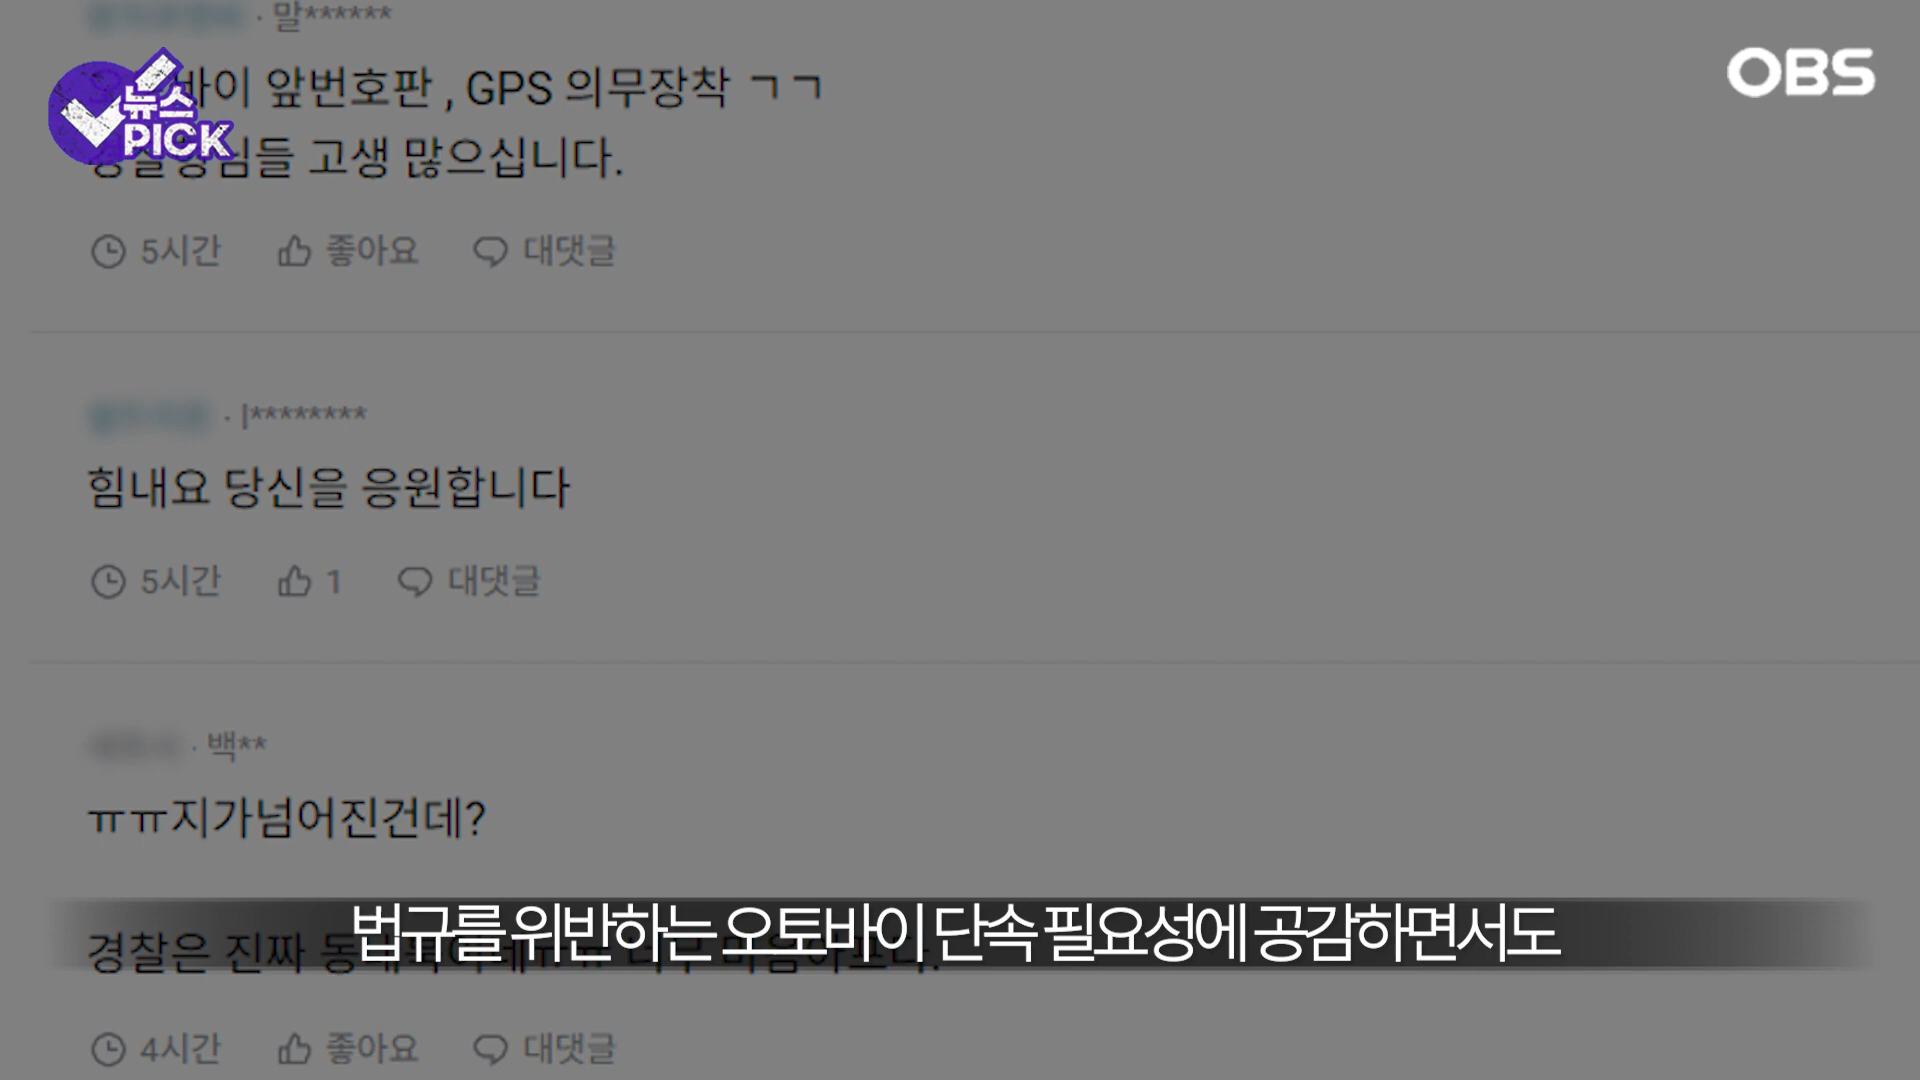 · 말******
바이 앞번호판 , GPS 의무장착 ㄱㄱ
님들 고생 많으십니다.
뉴스
PICK
OBS
5시간 좋아요 대댓글
· l********
힘내요 당신을 응원합니다
5시간 1 대댓글
· 백**
ㅠㅠ지가넘어진건데?
경찰은 진짜
법규를 위반하는 오토바이 단속 필요성에 공감하면서도
4시간 좋아요 대댓글